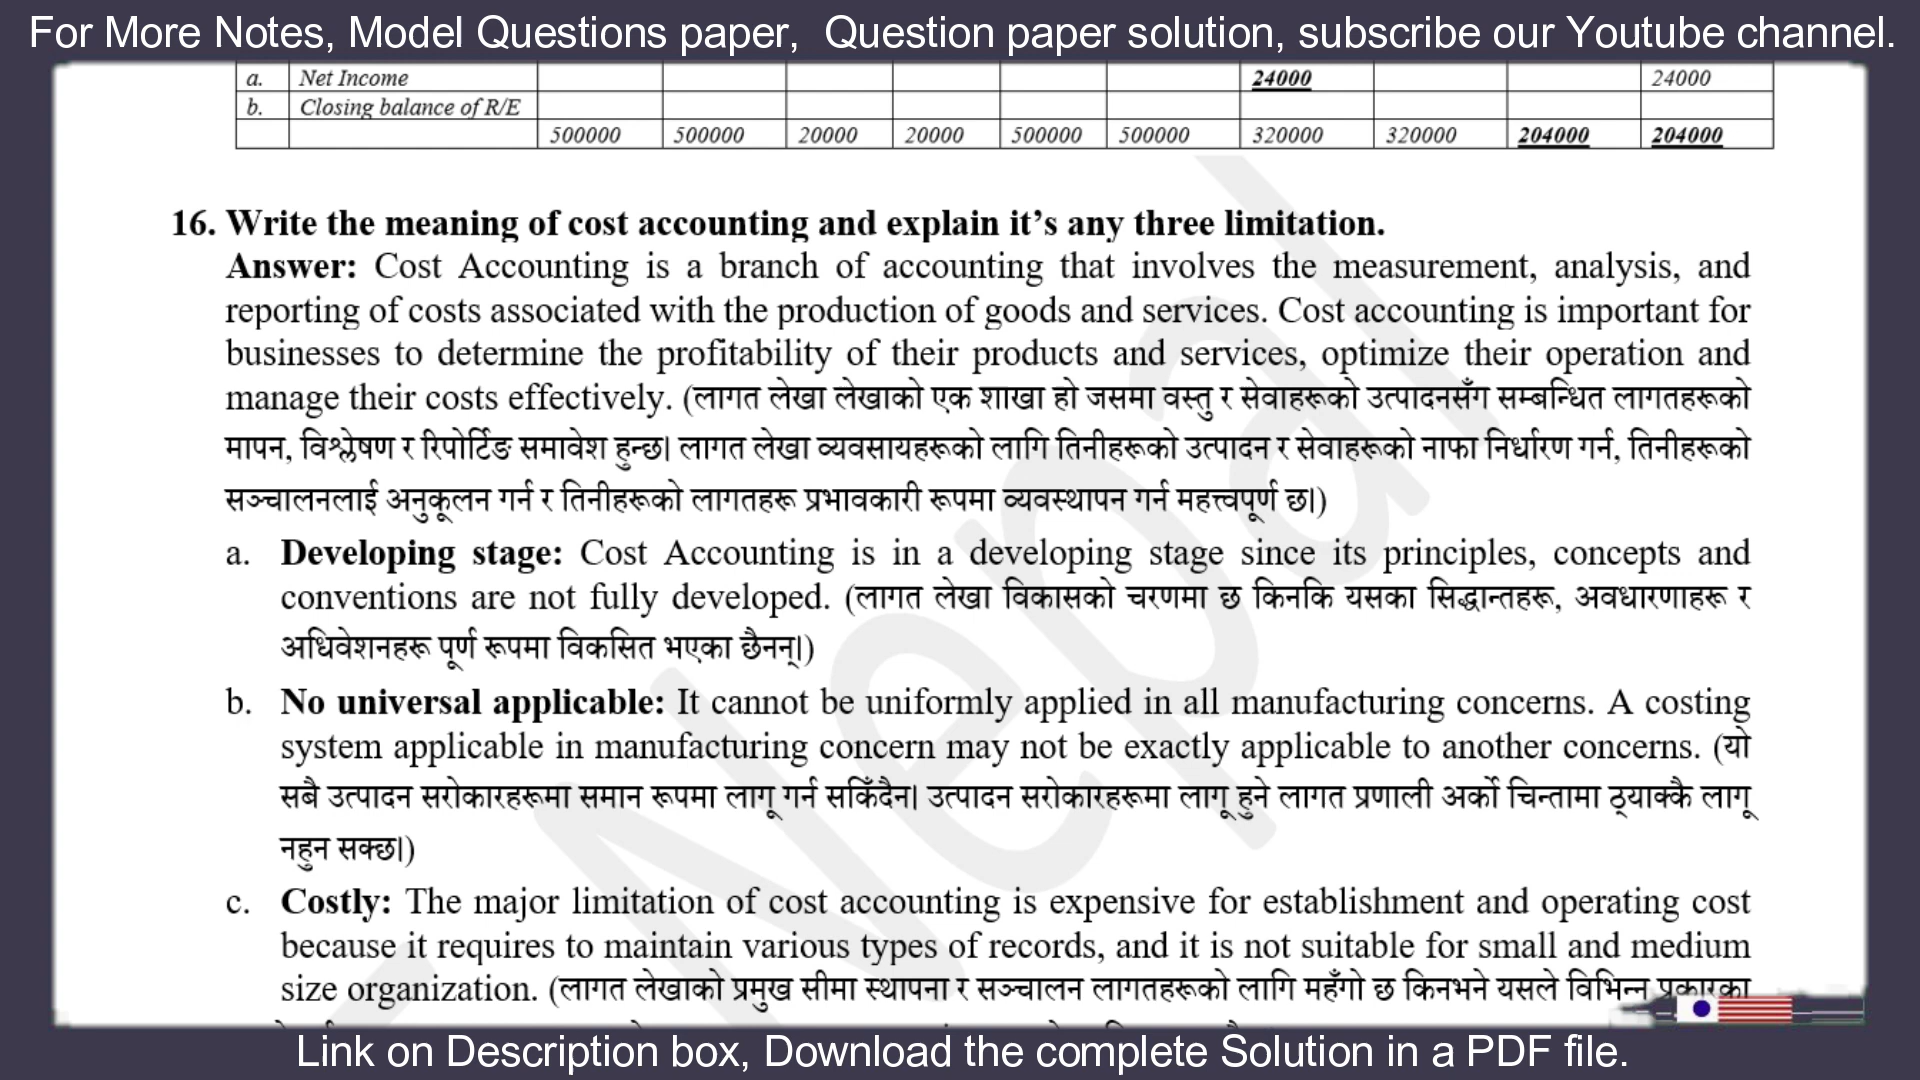 For More Notes, Model Questions paper, Question paper solution, subscribe our Youtube channel.
a. Net Income 24000 24000
b. Closing balance of R/E
500000 500000 20000 20000 500000 500000 320000 320000 204000 204000
16. Write the meaning of cost accounting and explain it's any three limitation.
Answer: Cost Accounting is a branch of accounting that involves the measurement, analysis, and
reporting of costs associated with the production of goods and services. Cost accounting is important for
businesses to determine the profitability of their products and services, optimize their operation and
manage their costs effectively. (लागत लेखा लेखाको एक शाखा हो जसमा वस्तु र सेवाहरूको उत्पादनसँग सम्बन्धित लागतहरूको
मापन, विश्लेषण र रिपोर्टिङ समावेश हुन्छ। लागत लेखा व्यवसायहरूको लागि तिनीहरूको उत्पादन र सेवाहरूको नाफा निर्धारण गर्न, तिनीहरूको
सञ्चालनलाई अनुकूलन गर्न र तिनीहरूको लागतहरू प्रभावकारी रूपमा व्यवस्थापन गर्न महत्त्वपूर्ण छ।)
a. Developing stage: Cost Accounting is in a developing stage since its principles, concepts and
conventions are not fully developed. (लागत लेखा विकासको चरणमा छ किनकि यसका सिद्धान्तहरू, अवधारणाहरू र
अधिवेशनहरू पूर्ण रूपमा विकसित भएका छैनन्।)
b. No universal applicable: It cannot be uniformly applied in all manufacturing concerns. A costing
system applicable in manufacturing concern may not be exactly applicable to another concerns. (यो
सबै उत्पादन सरोकारहरूमा समान रूपमा लागू गर्न सकिँदैन। उत्पादन सरोकारहरूमा लागू हुने लागत प्रणाली अर्को चिन्तामा ठ्याक्कै लागू
नहुन सक्छ।)
c. Costly: The major limitation of cost accounting is expensive for establishment and operating cost
because it requires to maintain various types of records, and it is not suitable for small and medium
size organization. (लागत लेखाको प्रमुख सीमा स्थापना र सञ्चालन लागतहरूको लागि महँगो छ किनभने यसले विभिन्न प्रकारका
Link on Description box, Download the complete Solution in a PDF file.